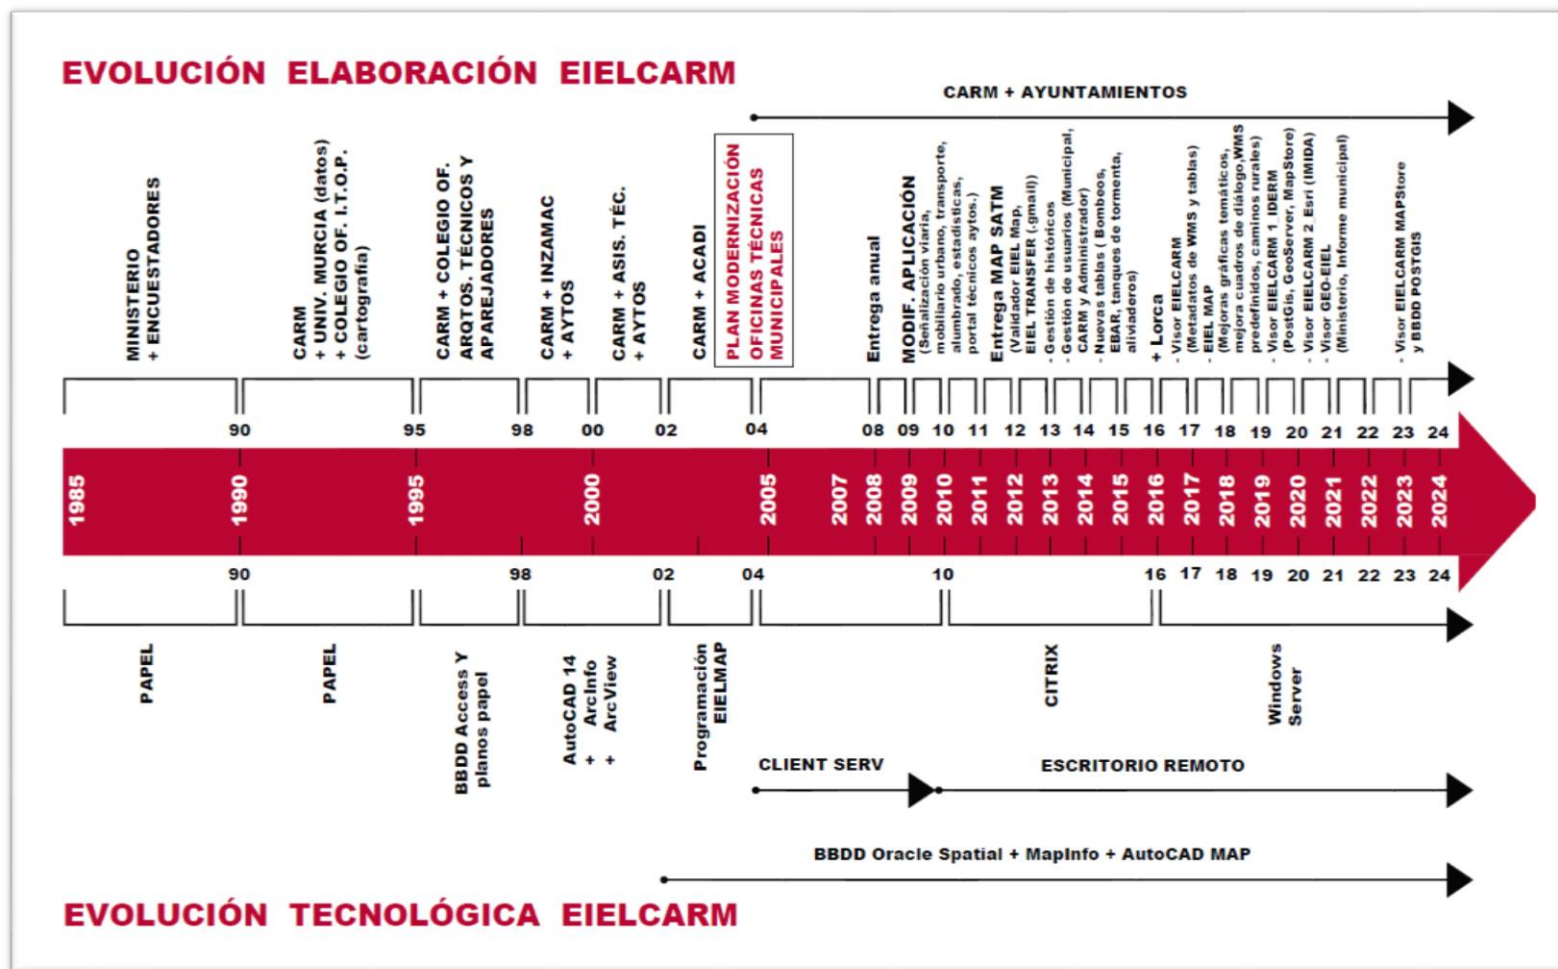 EVOLUCIÓN ELABORACIÓN EIELCARM
CARM + AYUNTAMIENTOS
MINISTERIO
+ ENCUESTADORES
CARM
+ UNIV. MURCIA (datos)
+ COLEGIO OF. I.T.O.P.
(cartografía)
CARM + COLEGIO OF.
ARQTOS. TÉCNICOS Y
APAREJADORES
CARM + INZAMAC
+ AYTOS
CARM + ASIS. TÉC.
+ AYTOS
CARM + ACADI
PLAN MODERNIZACIÓN
OFICINAS TÉCNICAS
MUNICIPALES
Entrega anual
MODIF. APLICACIÓN
(Señalización viaria,
mobiliario urbano, transporte,
alumbrado, estadísticas,
portal técnicos aytos.)
Entrega MAP SATM
(Validador EIEL Map,
EIEL TRANSFER (.gmail))
- Gestión de históricos
- Gestión de usuarios (Municipal,
CARM y Administrador)
- Nuevas tablas ( Bombeos,
EBAR, tanques de tormenta,
aliviaderos)
+ Lorca
- Visor EIELCARM
(Metadatos de WMS y tablas)
- EIEL MAP
(Mejoras gráficas temáticos,
mejora cuadros de diálogo,WMS
predefinidos, caminos rurales)
- Visor EIELCARM 1_IDERM
(PostGis, GeoServer, MapStore)
- Visor EIELCARM 2_Esri (IMIDA)
- Visor GEO-EIEL
(Ministerio, Informe municipal)
- Visor EIELCARM MAPStore
y BBDD POSTGIS
90 95 98 00 02 04 08 09 10 11 12 13 14 15 16 17 18 19 20 21 22 23 24
1985 1990 1995 2000 2005 2007 2008 2009 2010 2011 2012 2013 2014 2015 2016 2017 2018 2019 2020 2021 2022 2023 2024
90 98 02 04 10 16 17 18 19 20 21 22 23 24
PAPEL
PAPEL
BBDD Access Y
planos papel
AutoCAD 14
+ ArcInfo
+ ArcView
Programación
EIELMAP
CITRIX
Windows
Server
CLIENT SERV
ESCRITORIO REMOTO
BBDD Oracle Spatial + MapInfo + AutoCAD MAP
EVOLUCIÓN TECNOLÓGICA EIELCARM